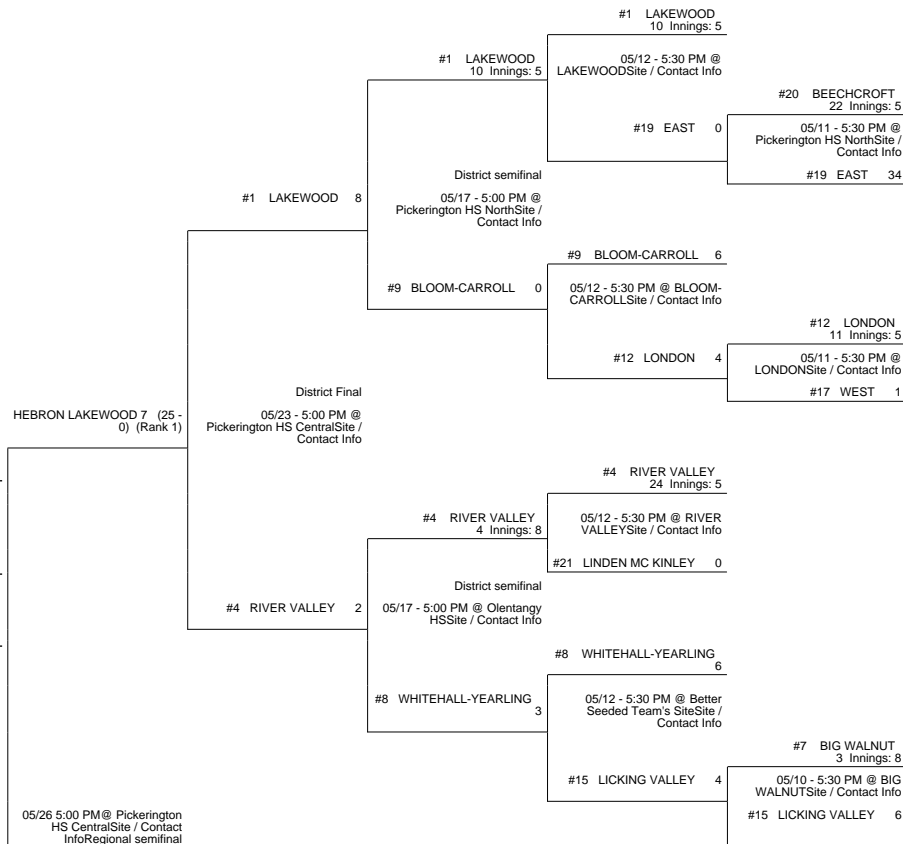 #1 LAKEWOOD
10 Innings: 5
05/12 - 5:30 PM @
LAKEWOODSite / Contact Info
#1 LAKEWOOD
10 Innings: 5
#20 BEECHCROFT
22 Innings: 5
#19 EAST 0
05/11 - 5:30 PM @
Pickerington HS NorthSite /
Contact Info
#19 EAST 34
District semifinal
05/17 - 5:00 PM @
Pickerington HS NorthSite /
Contact Info
#1 LAKEWOOD 8
#9 BLOOM-CARROLL 6
#9 BLOOM-CARROLL 0
05/12 - 5:30 PM @ BLOOM-
CARROLLSite / Contact Info
#12 LONDON
11 Innings: 5
#12 LONDON 4
05/11 - 5:30 PM @
LONDONSite / Contact Info
#17 WEST 1
District Final
05/23 - 5:00 PM @
Pickerington HS CentralSite /
Contact Info
HEBRON LAKEWOOD 7 (25 -
0) (Rank 1)
#4 RIVER VALLEY
24 Innings: 5
#4 RIVER VALLEY
4 Innings: 8
05/12 - 5:30 PM @ RIVER
VALLEYSite / Contact Info
#21 LINDEN MC KINLEY 0
District semifinal
05/17 - 5:00 PM @ Olentangy
HSSite / Contact Info
#4 RIVER VALLEY 2
#8 WHITEHALL-YEARLING
6
#8 WHITEHALL-YEARLING
3
05/12 - 5:30 PM @ Better
Seeded Team's SiteSite /
Contact Info
#7 BIG WALNUT
3 Innings: 8
#15 LICKING VALLEY 4
05/10 - 5:30 PM @ BIG
WALNUTSite / Contact Info
#15 LICKING VALLEY 6
05/26 5:00 PM@ Pickerington
HS CentralSite / Contact
InfoRegional semifinal